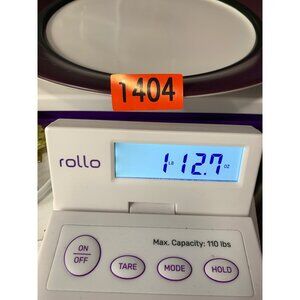 1404
rollo
1 LB 12.7 OZ
Max. Capacity: 110 lbs
ON
OFF
TARE
MODE
HOLD